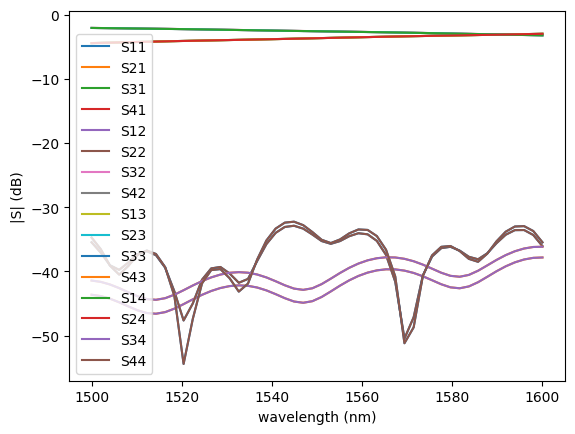 0
−10
−20
−30
−40
−50
|S| (dB)
S11
S21
S31
S41
S12
S22
S32
S42
S13
S23
S33
S43
S14
S24
S34
S44
1500
1520
1540
1560
1580
1600
wavelength (nm)